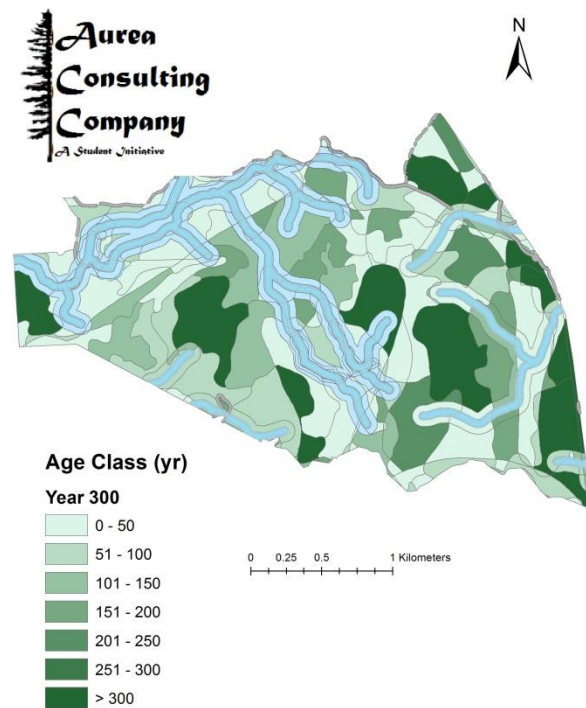 Aurea
Consulting
Company
A Student Initiative
N
Age Class (yr)
Year 300
0 - 50
51 - 100
101 - 150
151 - 200
201 - 250
251 - 300
> 300
0 0.25 0.5 1 Kilometers